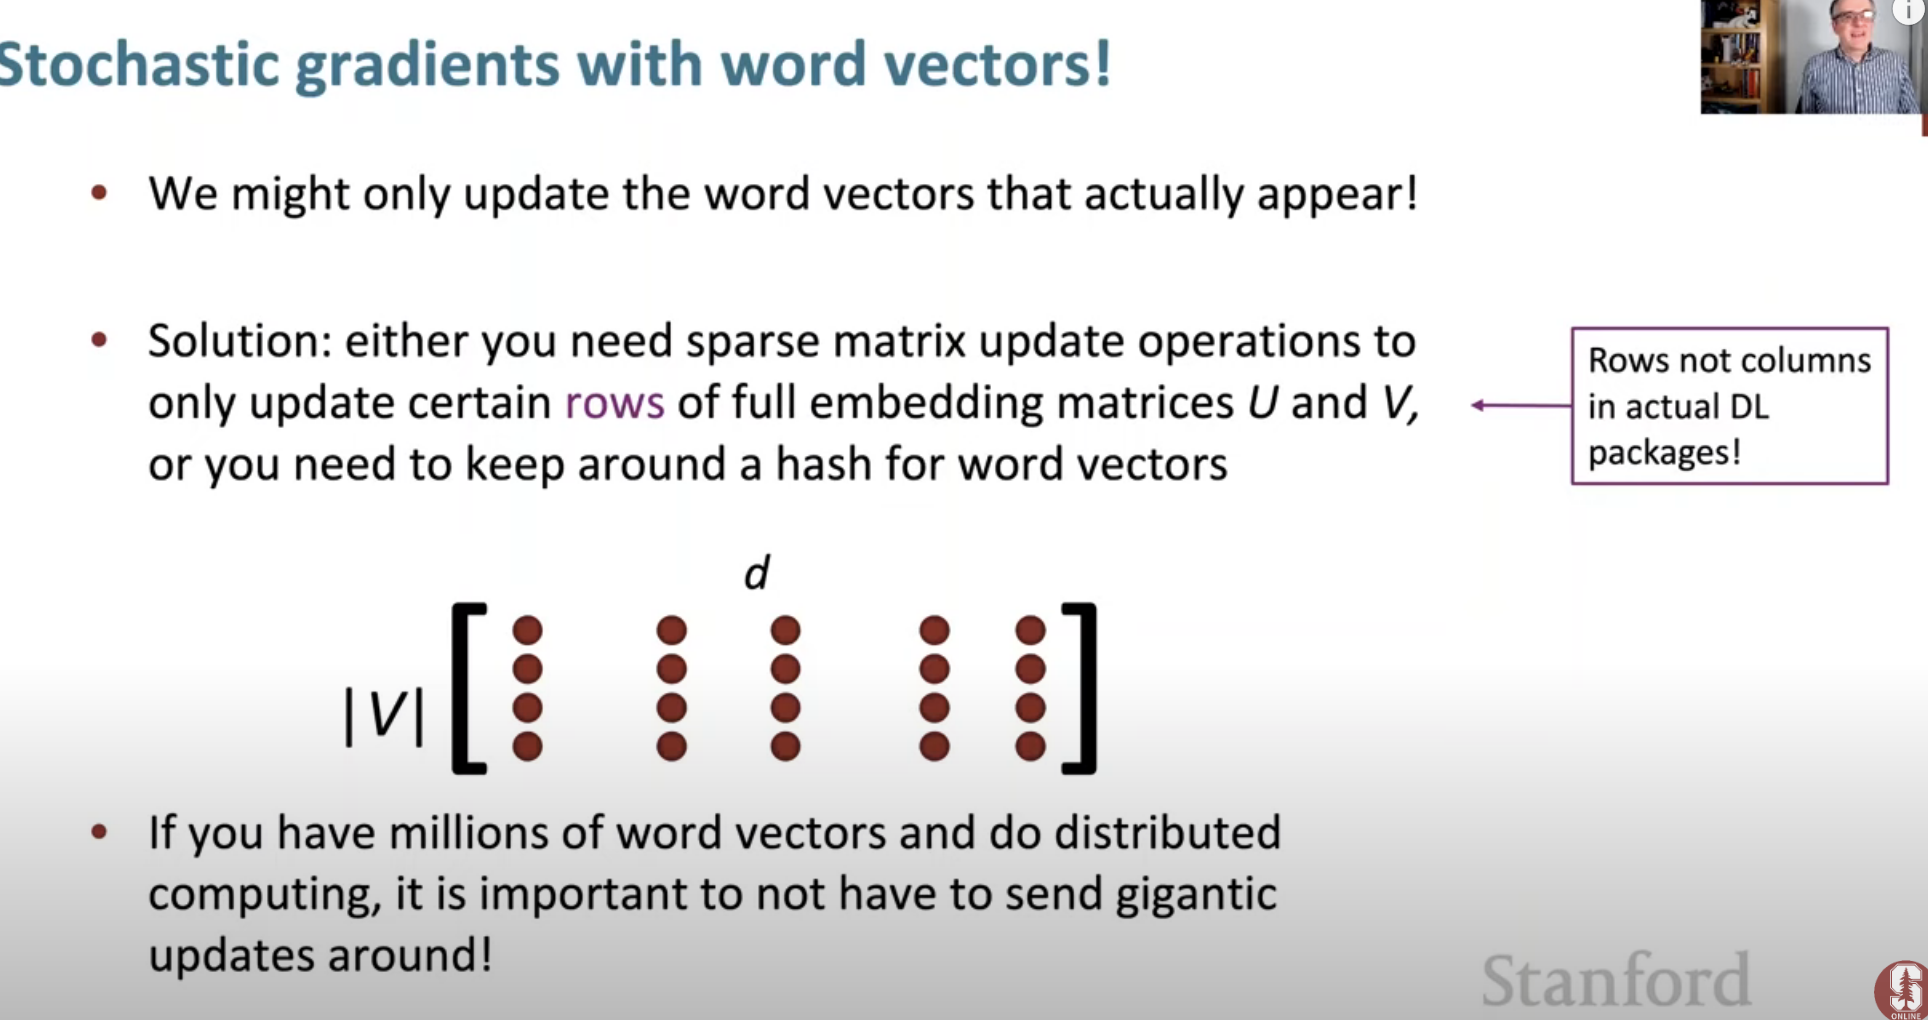 Stochastic gradients with word vectors!
• We might only update the word vectors that actually appear!
• Solution: either you need sparse matrix update operations to
only update certain rows of full embedding matrices U and V,
or you need to keep around a hash for word vectors
Rows not columns
in actual DL
packages!
d
|V|
• If you have millions of word vectors and do distributed
computing, it is important to not have to send gigantic
updates around!
Stanford
S
ONLINE
i